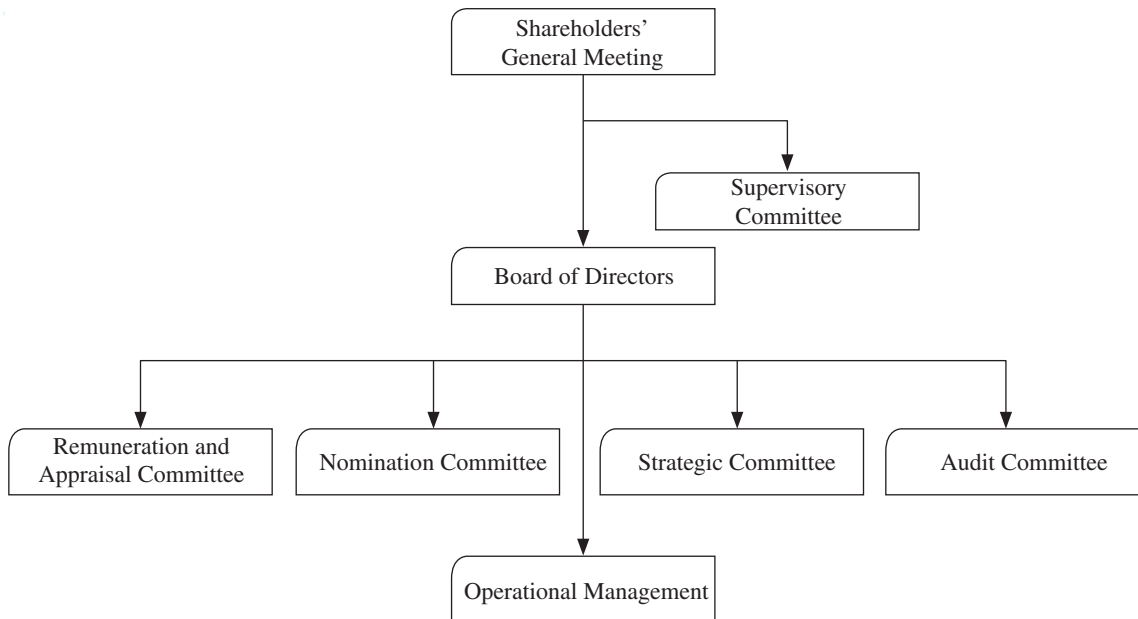 Shareholders'
General Meeting
Supervisory
Committee
Board of Directors
Remuneration and
Appraisal Committee
Nomination Committee
Strategic Committee
Audit Committee
Operational Management